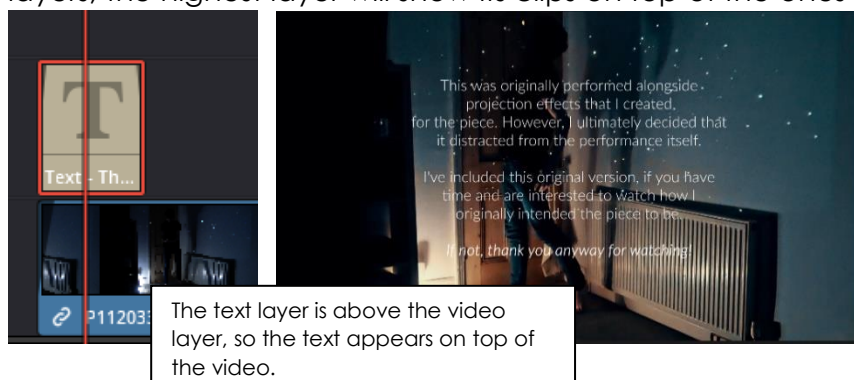 layers, the highest layer will show its clips on top of the ones
This was originally performed alongside
projection effects that I created,
for the piece. However, I ultimately decided that
it distracted from the performance itself.
I've included this original version, if you have
time and are interested to watch how I
originally intended the piece to be.
If not, thank you anyway for watching!
T
Text - Th...
P112033
The text layer is above the video
layer, so the text appears on top of
the video.